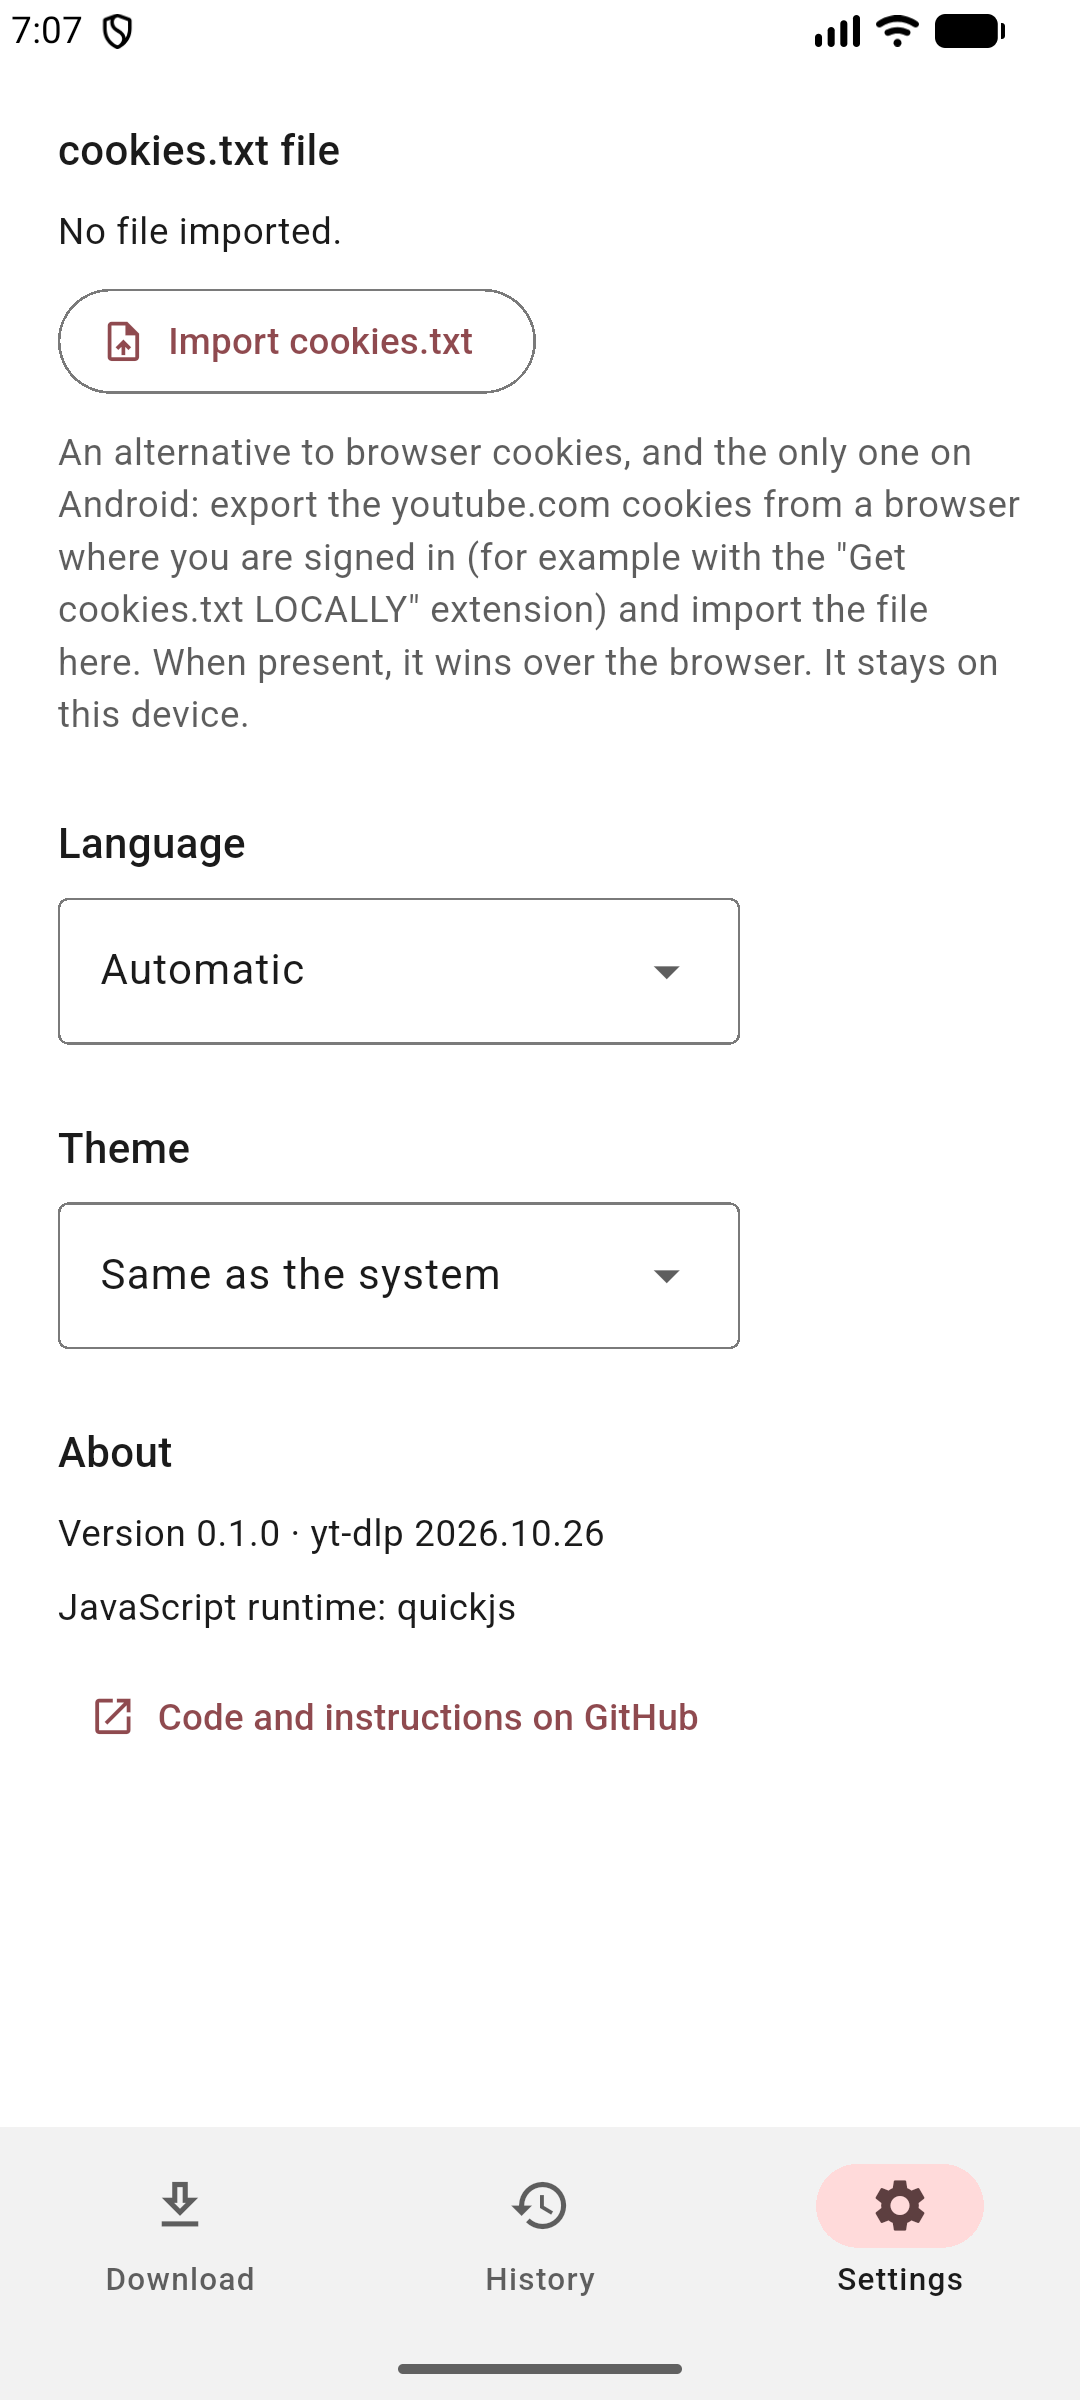 7:07
cookies.txt file
No file imported.
Import cookies.txt
An alternative to browser cookies, and the only one on
Android: export the youtube.com cookies from a browser
where you are signed in (for example with the "Get
cookies.txt LOCALLY" extension) and import the file
here. When present, it wins over the browser. It stays on
this device.
Language
Automatic
Theme
Same as the system
About
Version 0.1.0 · yt-dlp 2026.10.26
JavaScript runtime: quickjs
Code and instructions on GitHub
Download
History
Settings